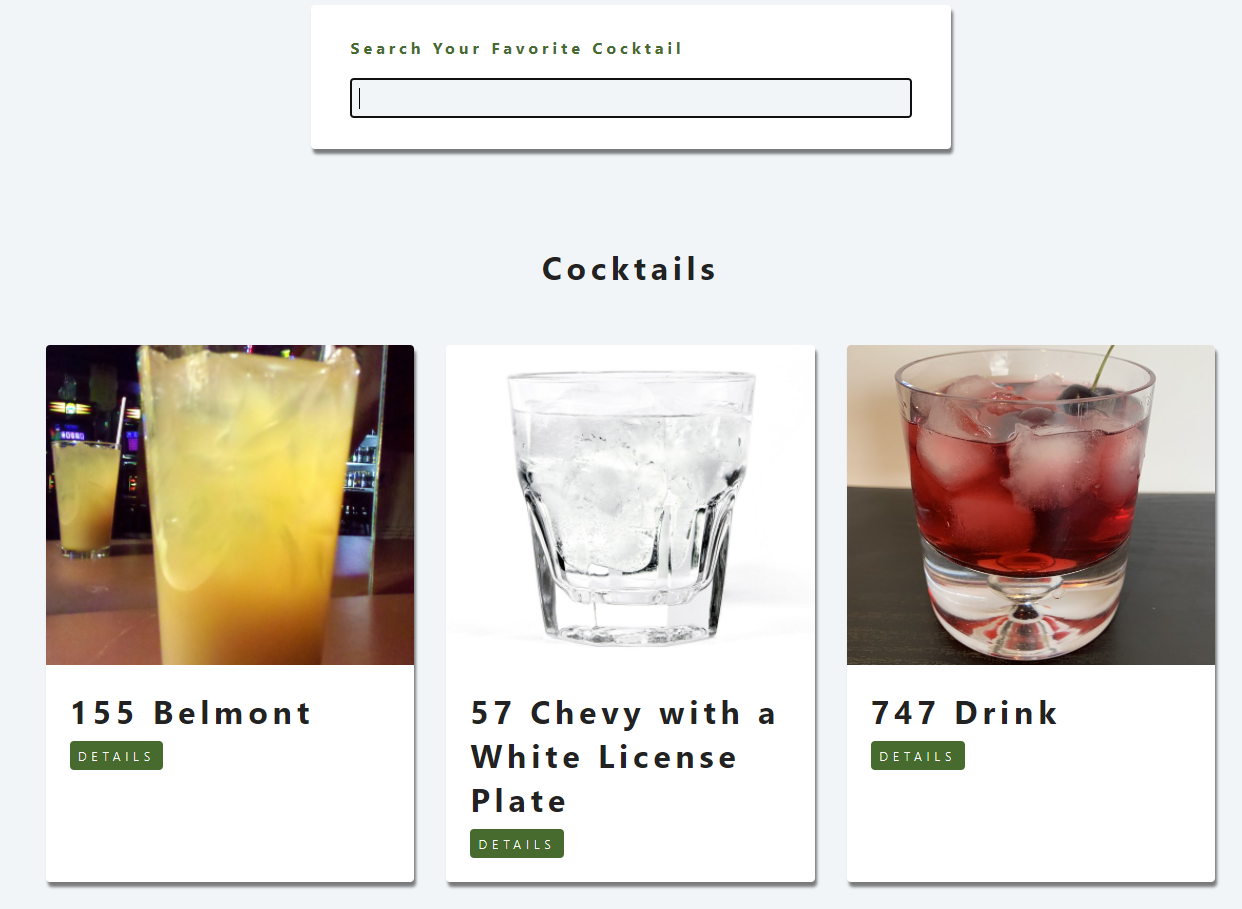 Search Your Favorite Cocktail
Cocktails
155 Belmont
DETAILS
57 Chevy with a
White License
Plate
DETAILS
747 Drink
DETAILS